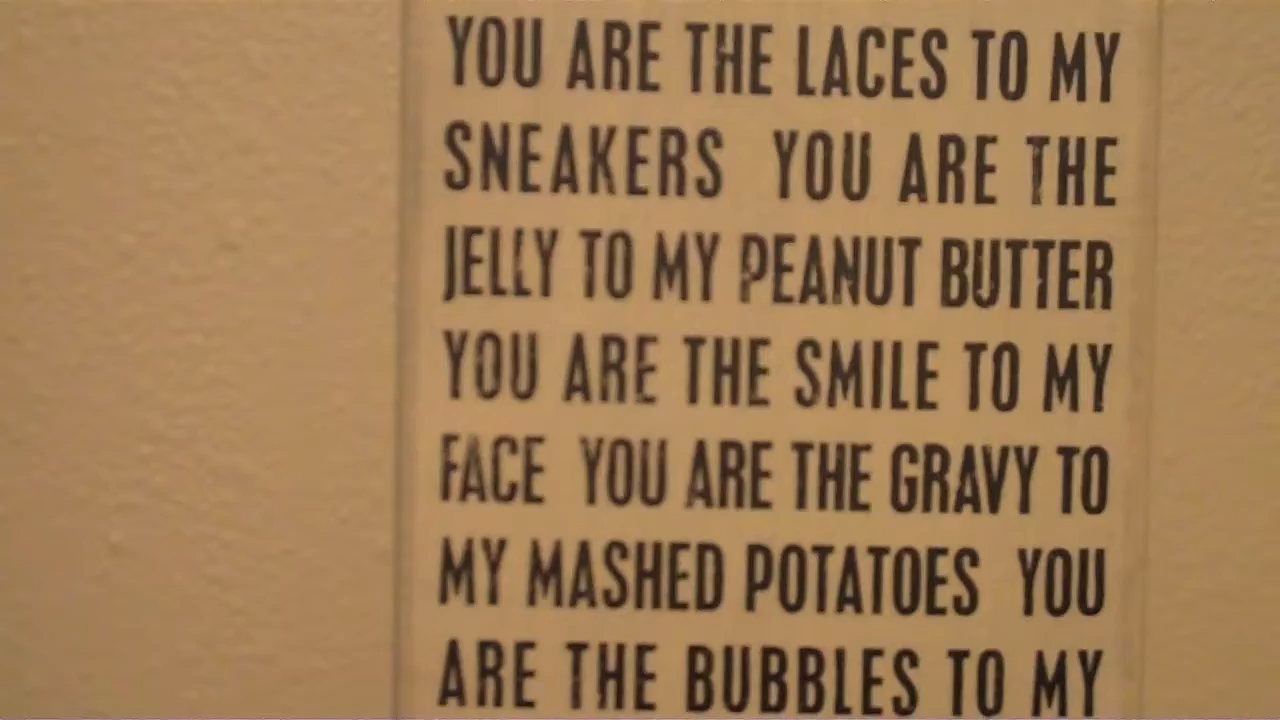 YOU ARE THE LACES TO MY
SNEAKERS YOU ARE THE
JELLY TO MY PEANUT BUTTER
YOU ARE THE SMILE TO MY
FACE YOU ARE THE GRAVY TO
MY MASHED POTATOES YOU
ARE THE BUBBLES TO MY